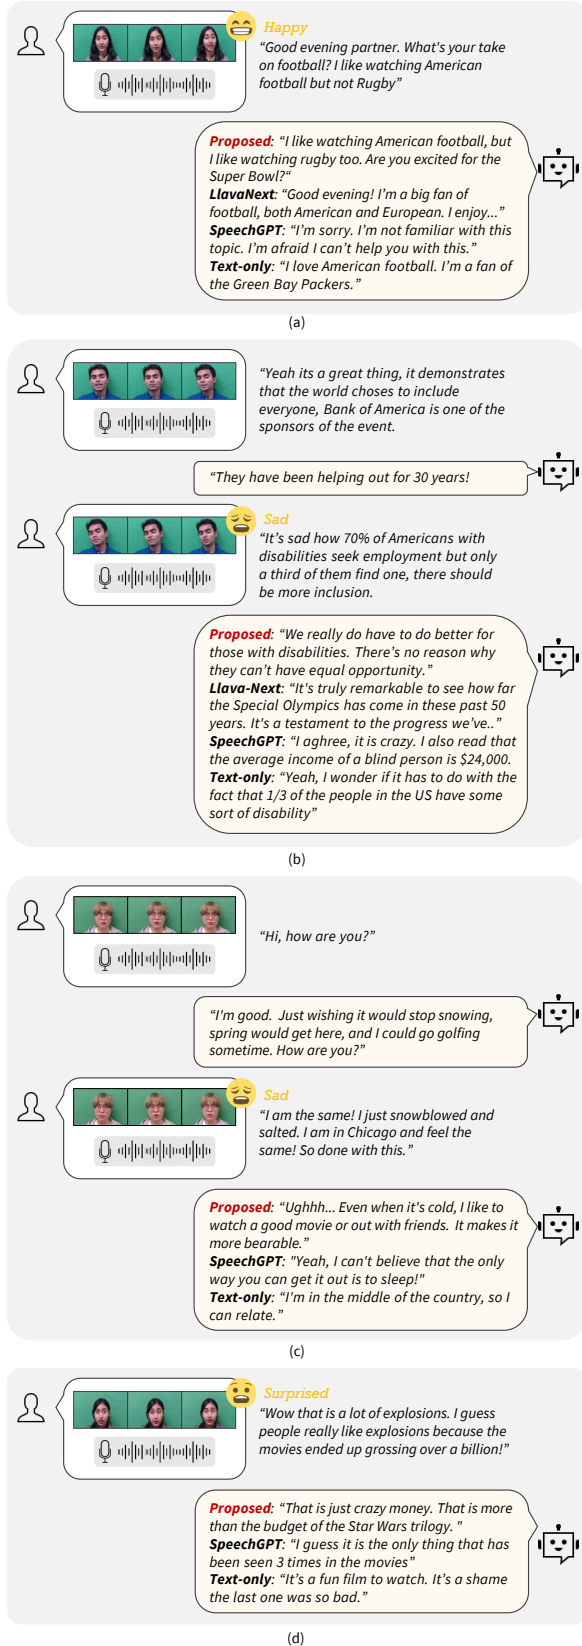 Happy
“Good evening partner. What's your take
on football? I like watching American
football but not Rugby”
Proposed: “I like watching American football, but
I like watching rugby too. Are you excited for the
Super Bowl?“
LlavaNext: “Good evening! I’m a big fan of
football, both American and European. I enjoy...”
SpeechGPT: “I’m sorry. I’m not familiar with this
topic. I’m afraid I can’t help you with this.”
Text-only: “I love American football. I’m a fan of
the Green Bay Packers.”
(a)
“Yeah its a great thing, it demonstrates
that the world choses to include
everyone, Bank of America is one of the
sponsors of the event.
“They have been helping out for 30 years!
Sad
“It’s sad how 70% of Americans with
disabilities seek employment but only
a third of them find one, there should
be more inclusion.
Proposed: “We really do have to do better for
those with disabilities. There’s no reason why
they can’t have equal opportunity.”
Llava-Next: “It's truly remarkable to see how far
the Special Olympics has come in these past 50
years. It's a testament to the progress we’ve..”
SpeechGPT: “I aghree, it is crazy. I also read that
the average income of a blind person is $24,000.
Text-only: “Yeah, I wonder if it has to do with the
fact that 1/3 of the people in the US have some
sort of disability”
(b)
“Hi, how are you?”
“I'm good. Just wishing it would stop snowing,
spring would get here, and I could go golfing
sometime. How are you?”
Sad
“I am the same! I just snowblowed and
salted. I am in Chicago and feel the
same! So done with this.”
Proposed: “Ughhh... Even when it's cold, I like to
watch a good movie or out with friends. It makes it
more bearable.”
SpeechGPT: "Yeah, I can't believe that the only
way you can get it out is to sleep!"
Text-only: “I'm in the middle of the country, so I
can relate.”
(c)
Surprised
“Wow that is a lot of explosions. I guess
people really like explosions because the
movies ended up grossing over a billion!”
Proposed: “That is just crazy money. That is more
than the budget of the Star Wars trilogy. "
SpeechGPT: “I guess it is the only thing that has
been seen 3 times in the movies”
Text-only: “It’s a fun film to watch. It’s a shame
the last one was so bad.”
(d)